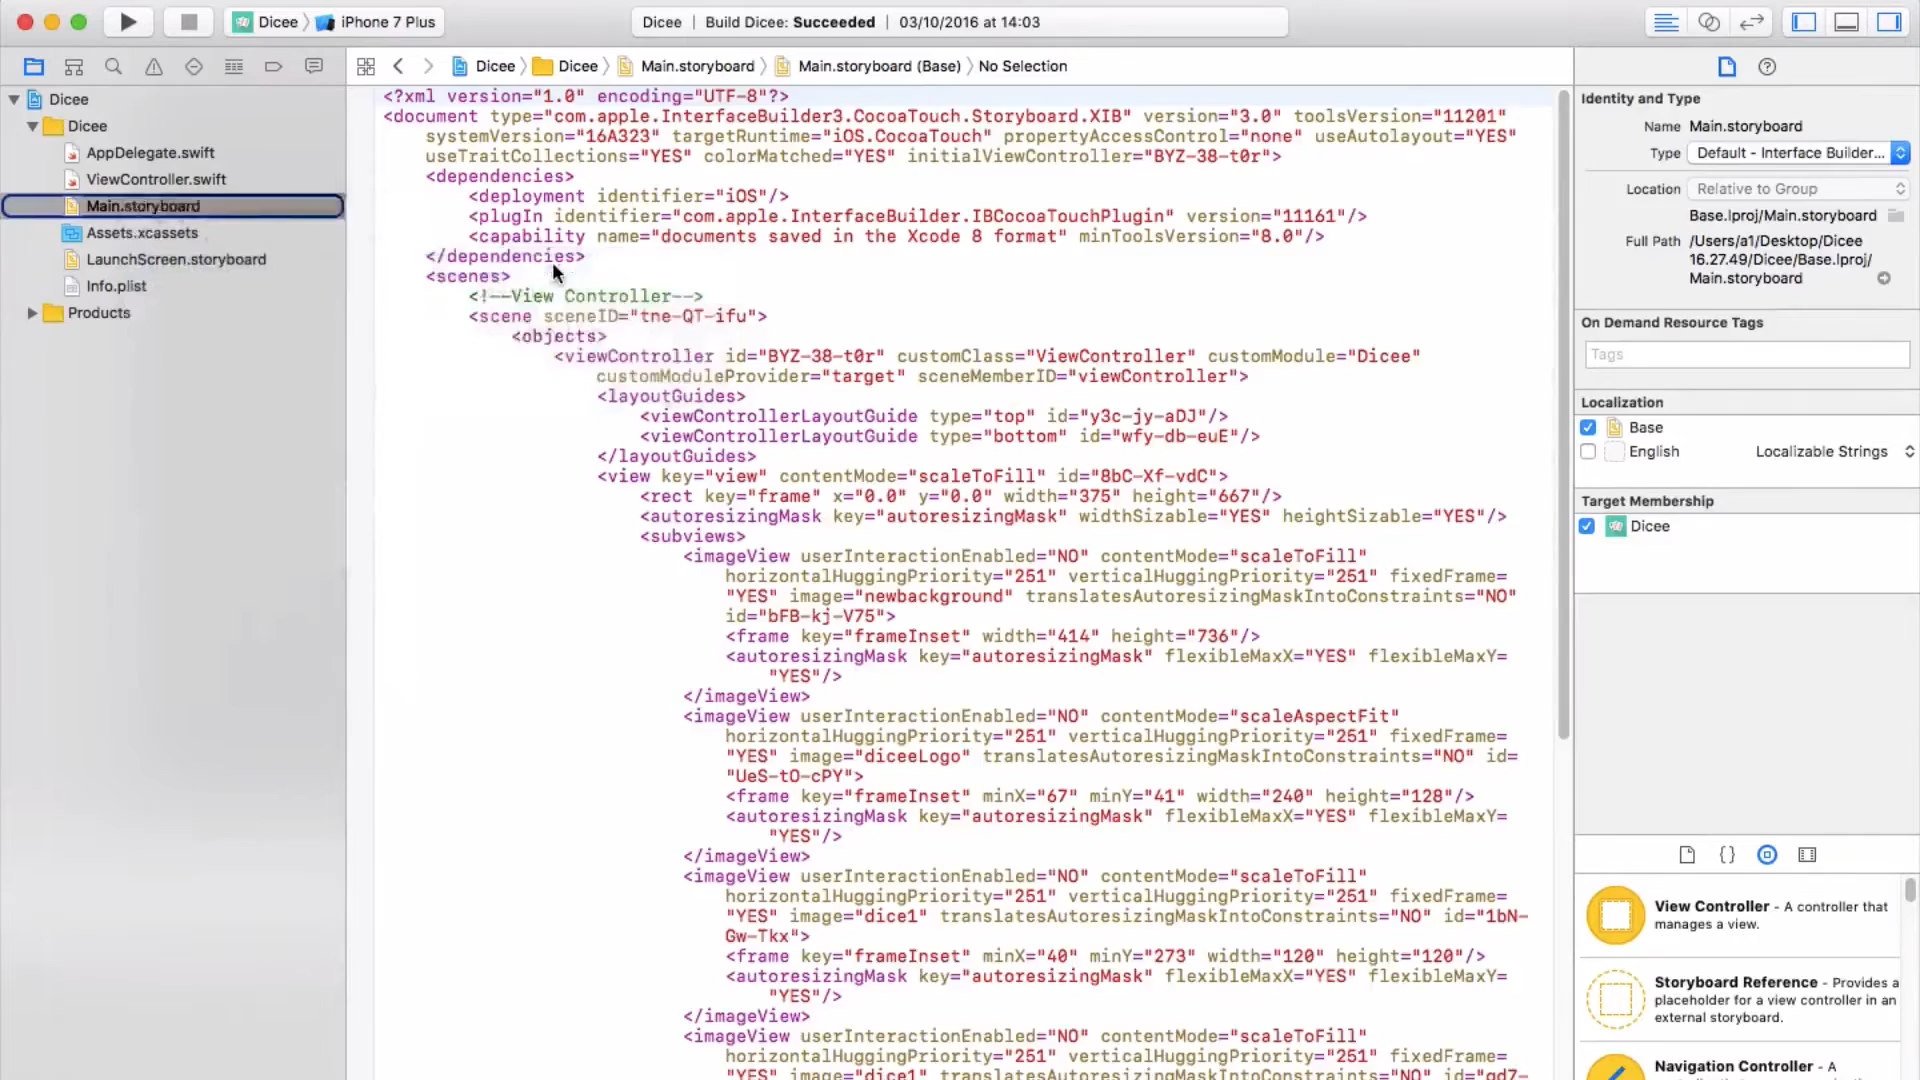 Dicee
iPhone 7 Plus
Dicee | Build Dicee: Succeeded | 03/10/2016 at 14:03
Dicee
Dicee
Main.storyboard
Main.storyboard (Base)
No Selection
Dicee
Dicee
AppDelegate.swift
ViewController.swift
Main.storyboard
Assets.xcassets
LaunchScreen.storyboard
Info.plist
Products
<?xml version="1.0" encoding="UTF-8"?>
<document type="com.apple.InterfaceBuilder3.CocoaTouch.Storyboard.XIB" version="3.0" toolsVersion="11201"
systemVersion="16A323" targetRuntime="iOS.CocoaTouch" propertyAccessControl="none" useAutolayout="YES"
useTraitCollections="YES" colorMatched="YES" initialViewController="BYZ-38-t0r">
<dependencies>
<deployment identifier="iOS"/>
<plugIn identifier="com.apple.InterfaceBuilder.IBCocoaTouchPlugin" version="11161"/>
<capability name="documents saved in the Xcode 8 format" minToolsVersion="8.0"/>
</dependencies>
<scenes>
<!--View Controller-->
<scene sceneID="tne-QT-ifu">
<objects>
<viewController id="BYZ-38-t0r" customClass="ViewController" customModule="Dicee"
customModuleProvider="target" sceneMemberID="viewController">
<layoutGuides>
<viewControllerLayoutGuide type="top" id="y3c-jy-aDJ"/>
<viewControllerLayoutGuide type="bottom" id="wfy-db-euE"/>
</layoutGuides>
<view key="view" contentMode="scaleToFill" id="8bC-Xf-vdC">
<rect key="frame" x="0.0" y="0.0" width="375" height="667"/>
<autoresizingMask key="autoresizingMask" widthSizable="YES" heightSizable="YES"/>
<subviews>
<imageView userInteractionEnabled="NO" contentMode="scaleToFill"
horizontalHuggingPriority="251" verticalHuggingPriority="251" fixedFrame=
"YES" image="newbackground" translatesAutoresizingMaskIntoConstraints="NO"
id="bFB-kj-V75">
<frame key="frameInset" width="414" height="736"/>
<autoresizingMask key="autoresizingMask" flexibleMaxX="YES" flexibleMaxY=
"YES"/>
</imageView>
<imageView userInteractionEnabled="NO" contentMode="scaleAspectFit"
horizontalHuggingPriority="251" verticalHuggingPriority="251" fixedFrame=
"YES" image="diceeLogo" translatesAutoresizingMaskIntoConstraints="NO" id=
"UeS-tO-cPY">
<frame key="frameInset" minX="67" minY="41" width="240" height="128"/>
<autoresizingMask key="autoresizingMask" flexibleMaxX="YES" flexibleMaxY=
"YES"/>
</imageView>
<imageView userInteractionEnabled="NO" contentMode="scaleToFill"
horizontalHuggingPriority="251" verticalHuggingPriority="251" fixedFrame=
"YES" image="dice1" translatesAutoresizingMaskIntoConstraints="NO" id="1bN-
Gw-Tkx">
<frame key="frameInset" minX="40" minY="273" width="120" height="120"/>
<autoresizingMask key="autoresizingMask" flexibleMaxX="YES" flexibleMaxY=
"YES"/>
</imageView>
<imageView userInteractionEnabled="NO" contentMode="scaleToFill"
horizontalHuggingPriority="251" verticalHuggingPriority="251" fixedFrame=
"YES" image="dice1" translatesAutoresizingMaskIntoConstraints="NO"
Identity and Type
Name Main.storyboard
Type Default - Interface Builder...
Location Relative to Group
Base.lproj/Main.storyboard
Full Path /Users/a1/Desktop/Dicee
16.27.49/Dicee/Base.lproj/
Main.storyboard
On Demand Resource Tags
Tags
Localization
Base
English Localizable Strings
Target Membership
Dicee
View Controller - A controller that
manages a view.
Storyboard Reference - Provides a
placeholder for a view controller in an
external storyboard.
Navigation Controller - A